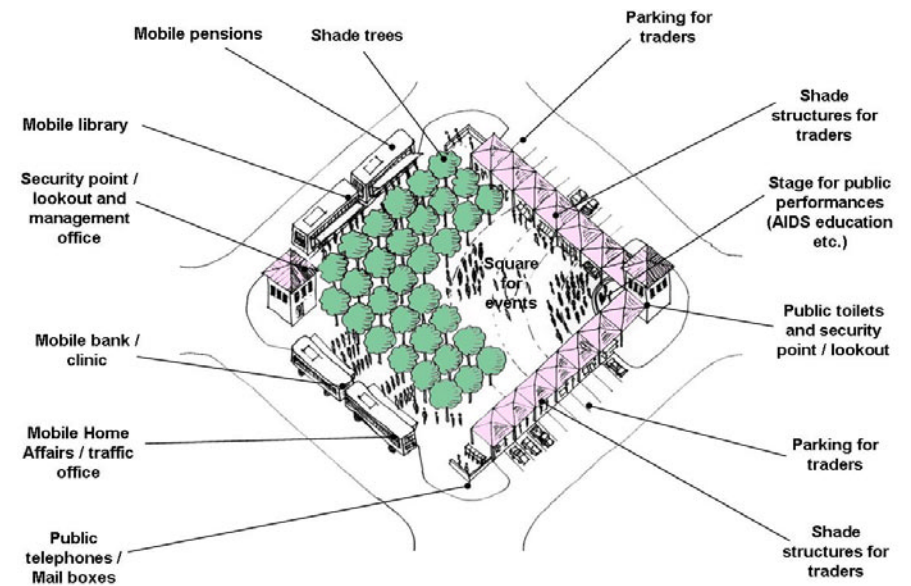 Mobile pensions
Shade trees
Parking for
traders
Mobile library
Shade
structures for
traders
Security point /
lookout and
management
office
Stage for public
performances
(AIDS education
etc.)
Square
for
events
Public toilets
and security
point / lookout
Mobile bank /
clinic
Mobile Home
Affairs / traffic
office
Parking for
traders
Public
telephones /
Mail boxes
Shade
structures for
traders